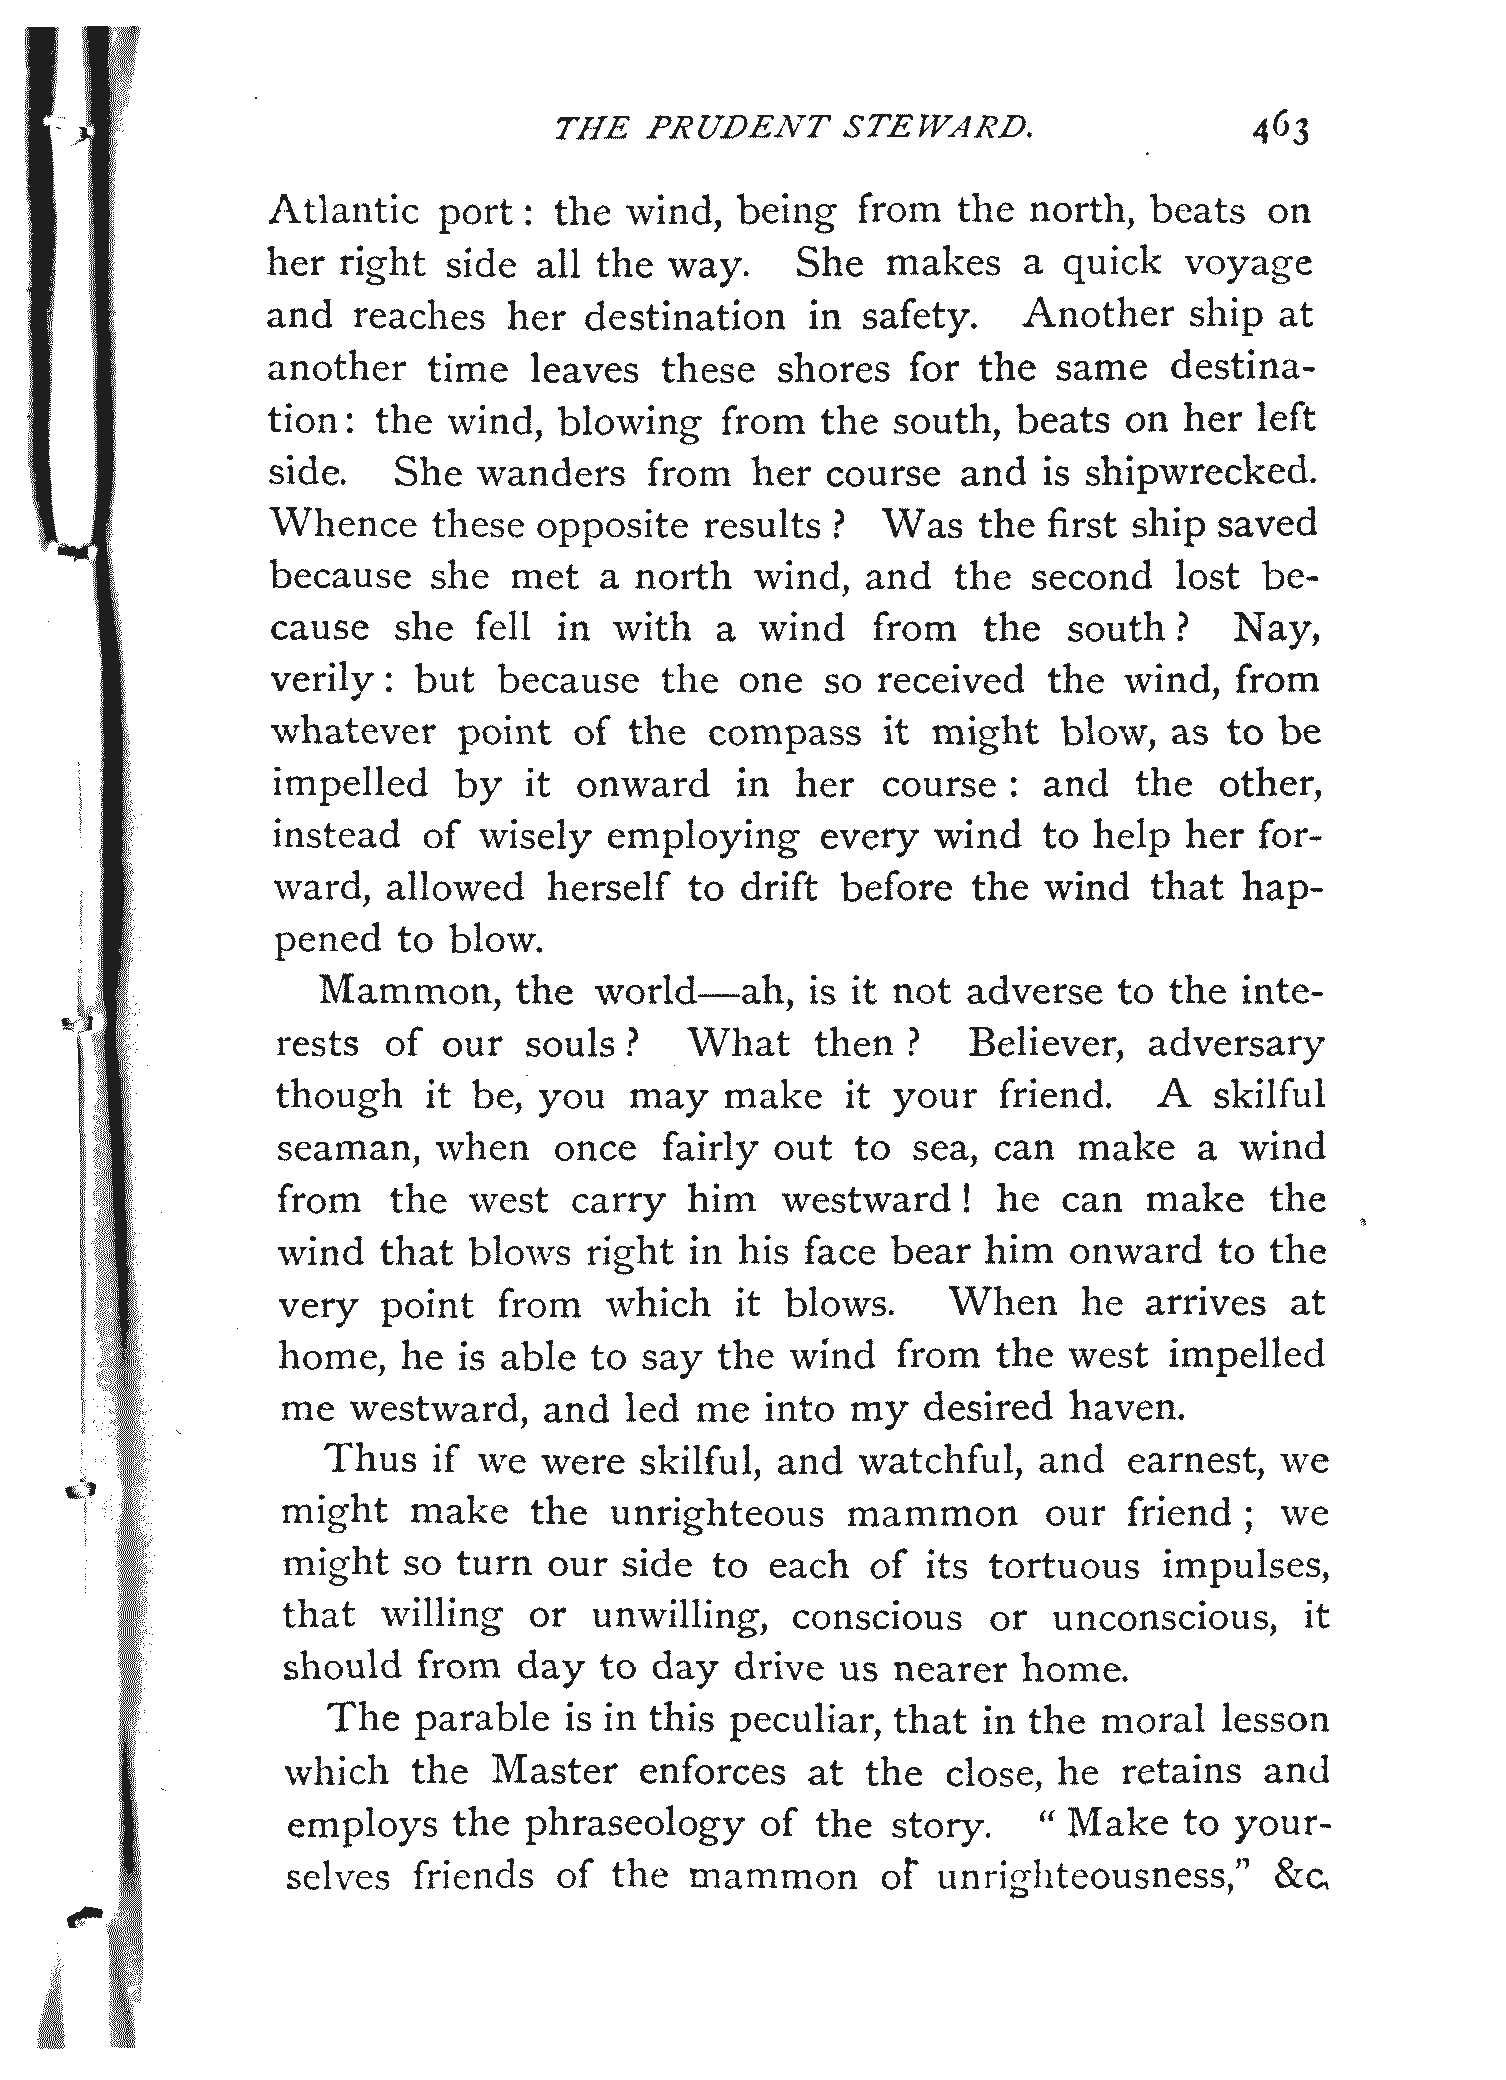 THE PRUDENT STEWARD. 463
Atlantic port : the wind, being from the north, beats on
her right side all the way. She makes a quick voyage
and reaches her destination in safety. Another ship at
another time leaves these shores for the same destina-
tion : the wind, blowing from the south, beats on her left
side. She wanders from her course and is shipwrecked.
Whence these opposite results ? Was the first ship saved
because she met a north wind, and the second lost be-
cause she fell in with a wind from the south ? Nay,
verily : but because the one so received the wind, from
whatever point of the compass it might blow, as to be
impelled by it onward in her course : and the other,
instead of wisely employing every wind to help her for-
ward, allowed herself to drift before the wind that hap-
pened to blow.
Mammon, the world—ah, is it not adverse to the inte-
rests of our souls ? What then ? Believer, adversary
though it be, you may make it your friend. A skilful
seaman, when once fairly out to sea, can make a wind
from the west carry him westward ! he can make the
wind that blows right in his face bear him onward to the
very point from which it blows. When he arrives at
home, he is able to say the wind from the west impelled
me westward, and led me into my desired haven.
Thus if we were skilful, and watchful, and earnest, we
might make the unrighteous mammon our friend ; we
might so turn our side to each of its tortuous impulses,
that willing or unwilling, conscious or unconscious, it
should from day to day drive us nearer home.
The parable is in this peculiar, that in the moral lesson
which the Master enforces at the close, he retains and
employs the phraseology of the story. “ Make to your-
selves friends of the mammon of unrighteousness,” &c.